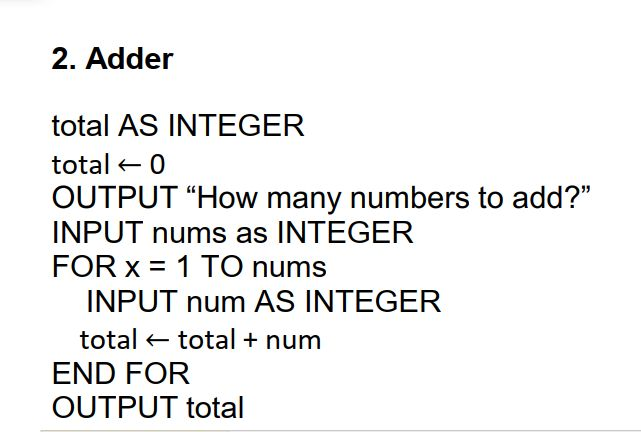 2. Adder
total AS INTEGER
total ← 0
OUTPUT “How many numbers to add?”
INPUT nums as INTEGER
FOR x = 1 TO nums
INPUT num AS INTEGER
total ← total + num
END FOR
OUTPUT total